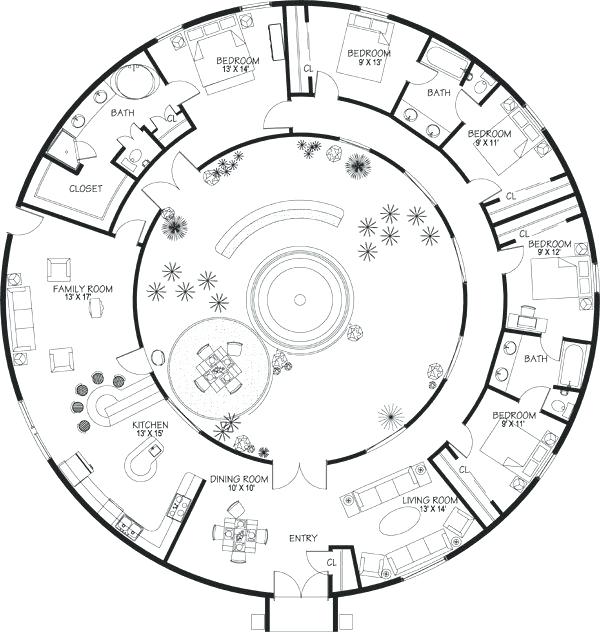 BEDROOM
13' X 14'
CL
BEDROOM
9' X 13'
BATH
BATH
CL
BEDROOM
9' X 11'
CLOSET
CL
CL
BEDROOM
9' X 12'
FAMILY ROOM
13' X 17'
BATH
BEDROOM
9' X 11'
KITCHEN
13' X 15'
CL
DINING ROOM
10' X 10'
LIVING ROOM
13' X 14'
ENTRY
CL